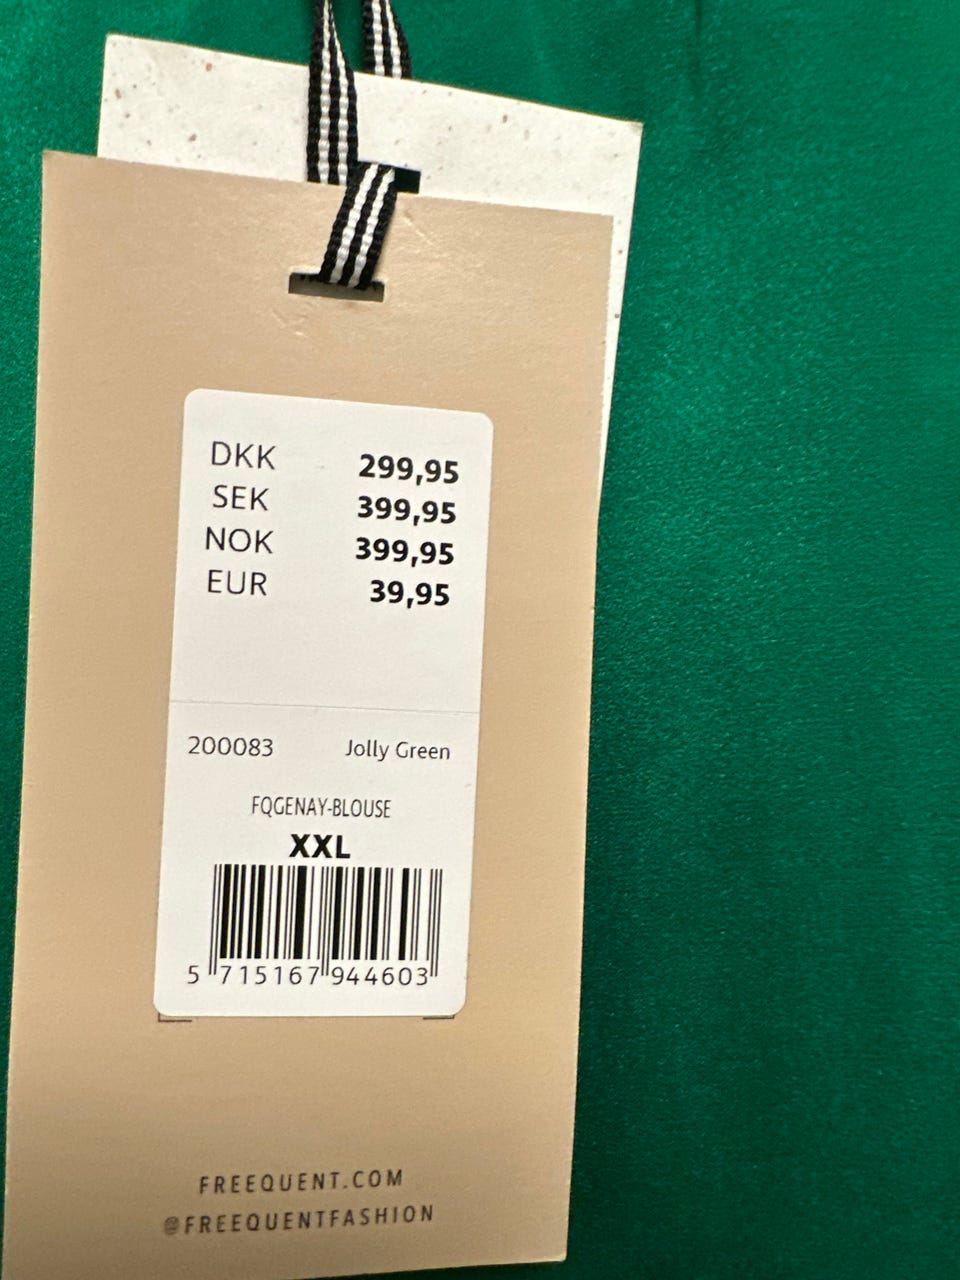 DKK 299,95
SEK 399,95
NOK 399,95
EUR 39,95
200083 Jolly Green
FQGENAY-BLOUSE
XXL
5 715167 944603
FREEQUENT.COM
@FREEQUENTFASHION